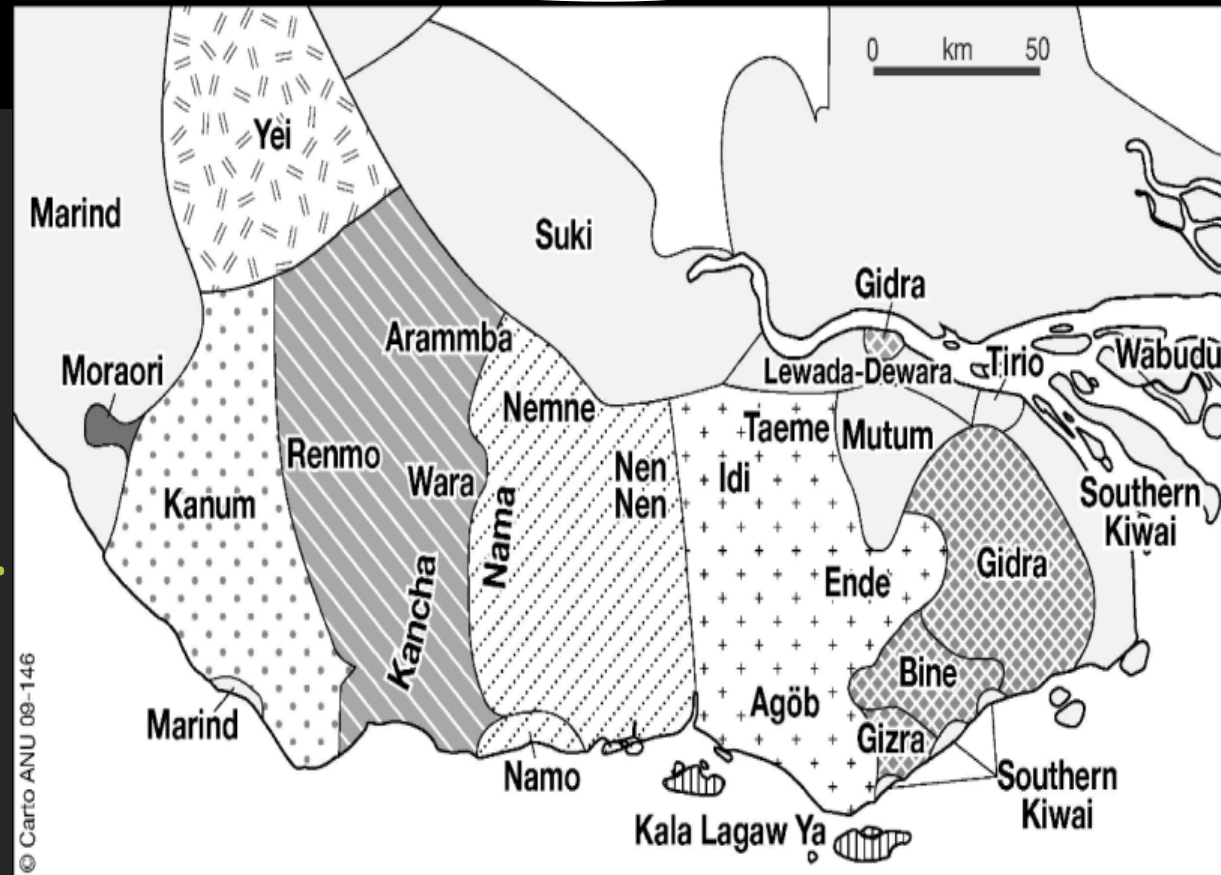 0 km 50
Yei
Marind
Suki
Gidra
Arammba
Moraori
Lewada-Dewara
Tirio
Wabudu
Nemne
Taeme
Mutum
Renmo
Nen
Nen
Idi
Wara
Kanum
Southern
Kiwai
Nama
Gidra
Ende
Kancha
Bine
Agöb
Marind
Gizra
Namo
Southern
Kiwai
Kala Lagaw Ya
© Carto ANU 09-146